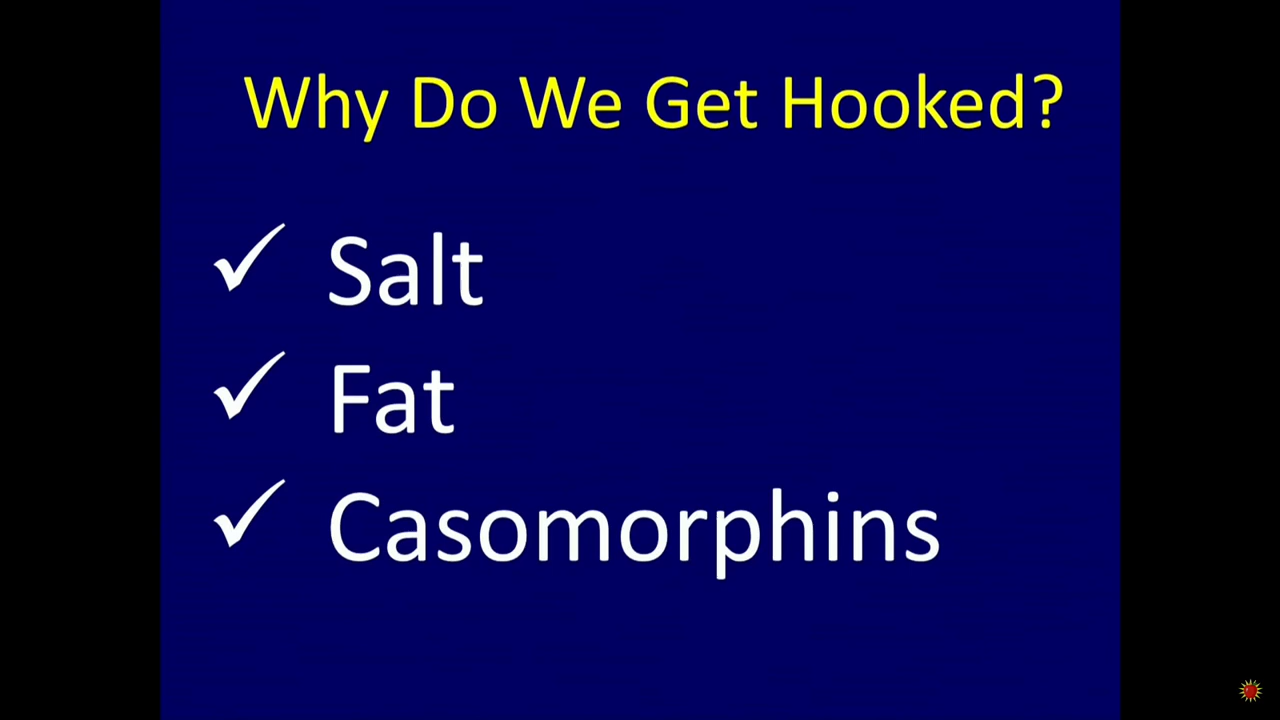 Why Do We Get Hooked?
✓ Salt
✓ Fat
✓ Casomorphins